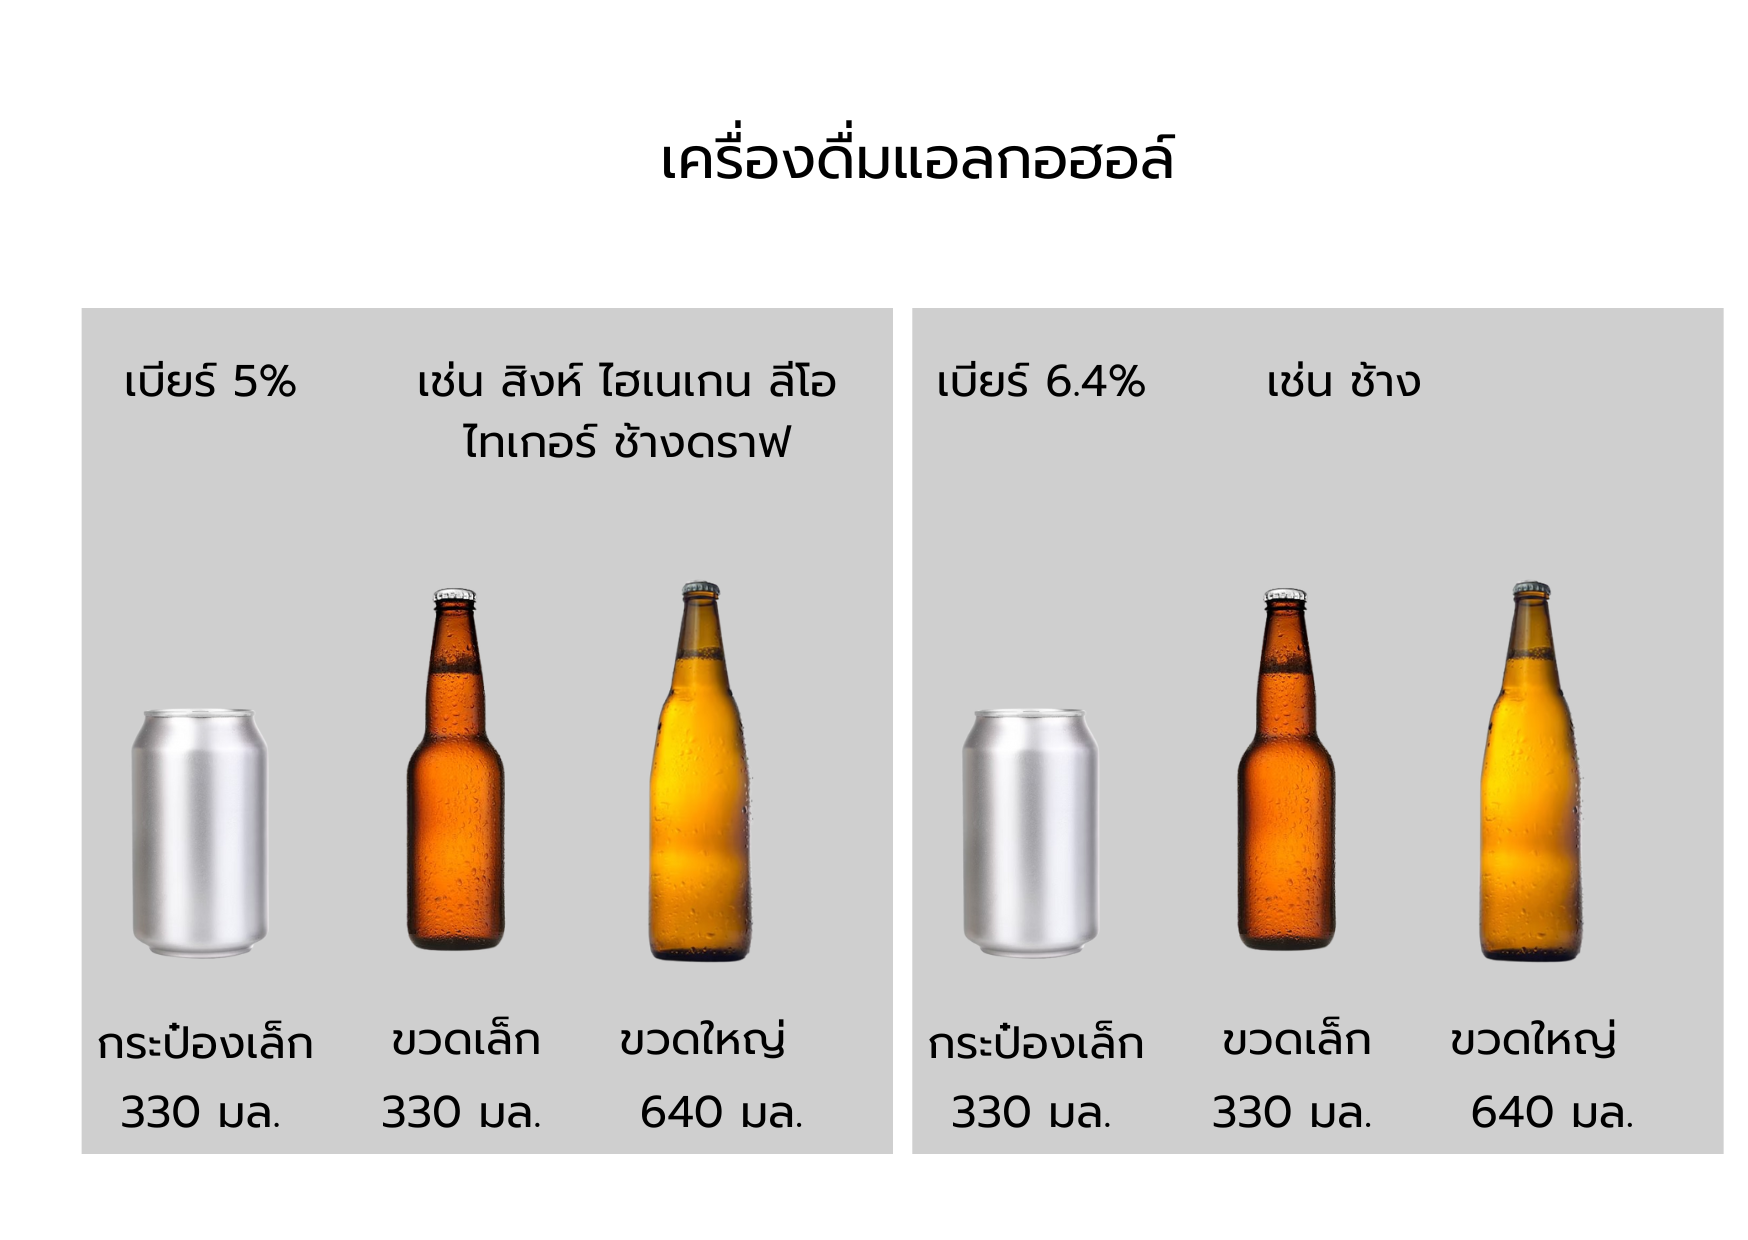 เครื่องดื่มแอลกอฮอล์
เบียร์ 5%
เช่น สิงห์ ไฮเนเกน ลีโอ
ไทเกอร์ ช้างดราฟ
กระป๋องเล็ก
330 มล.
ขวดเล็ก
330 มล.
ขวดใหญ่
640 มล.
เบียร์ 6.4%
เช่น ช้าง
กระป๋องเล็ก
330 มล.
ขวดเล็ก
330 มล.
ขวดใหญ่
640 มล.